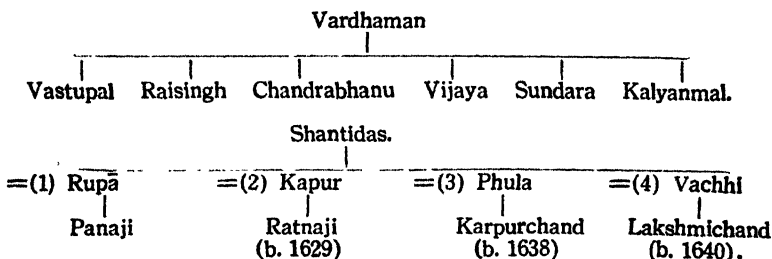 Vardhaman
Vastupal Raisingh Chandrabhanu Vijaya Sundara Kalyanmal.
Shantidas.
=(1) Rupā =(2) Kapur =(3) Phula =(4) Vachhi
Panaji Ratnaji Karpurchand Lakshmichand
(b. 1629) (b. 1638) (b. 1640).